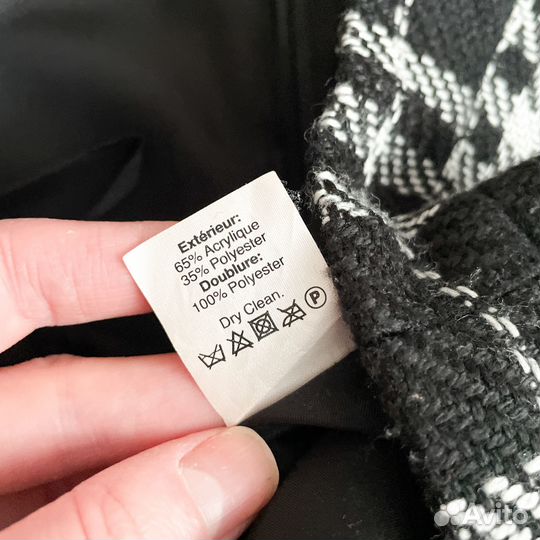 Extérieur:
65% Acrylique
35% Polyester
Doublure:
100% Polyester
Dry Clean.
P
Avito